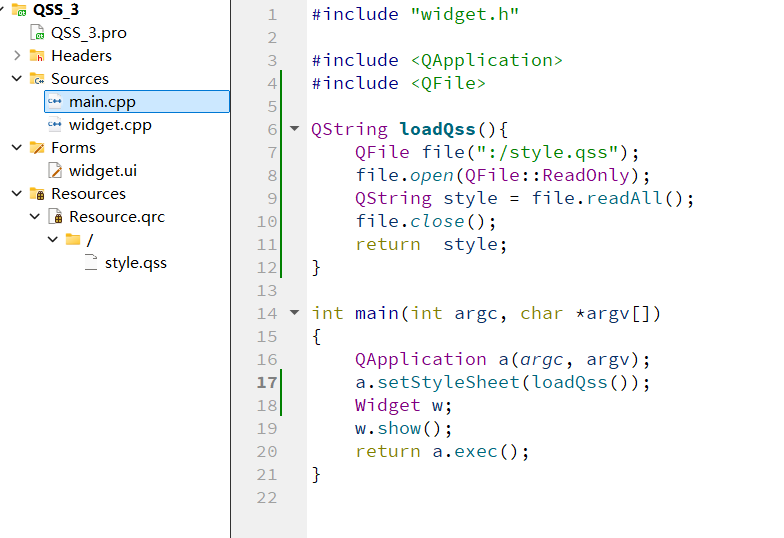 QSS_3
QSS_3.pro
Headers
Sources
main.cpp
widget.cpp
Forms
widget.ui
Resources
Resource.qrc
/
style.qss
1 #include "widget.h"
2
3 #include <QApplication>
4 #include <QFile>
5
6 QString loadQss(){
7 QFile file(":/style.qss");
8 file.open(QFile::ReadOnly);
9 QString style = file.readAll();
10 file.close();
11 return  style;
12 }
13
14 int main(int argc, char *argv[])
15 {
16 QApplication a(argc, argv);
17 a.setStyleSheet(loadQss());
18 Widget w;
19 w.show();
20 return a.exec();
21 }
22